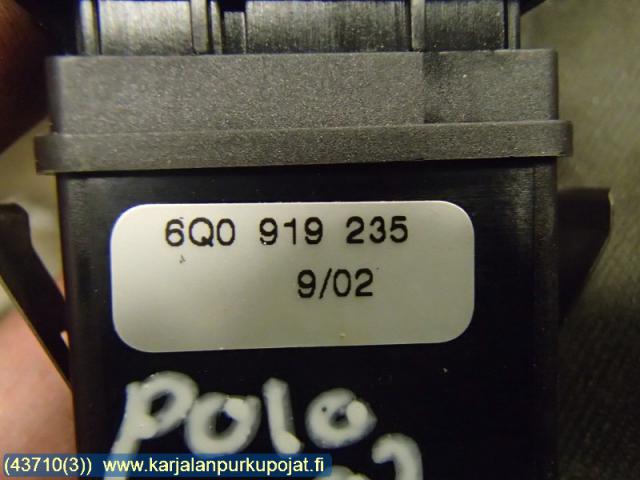 6Q0 919 235
9/02
Polo
(43710(3)) www.karjalanpurkupojat.fi